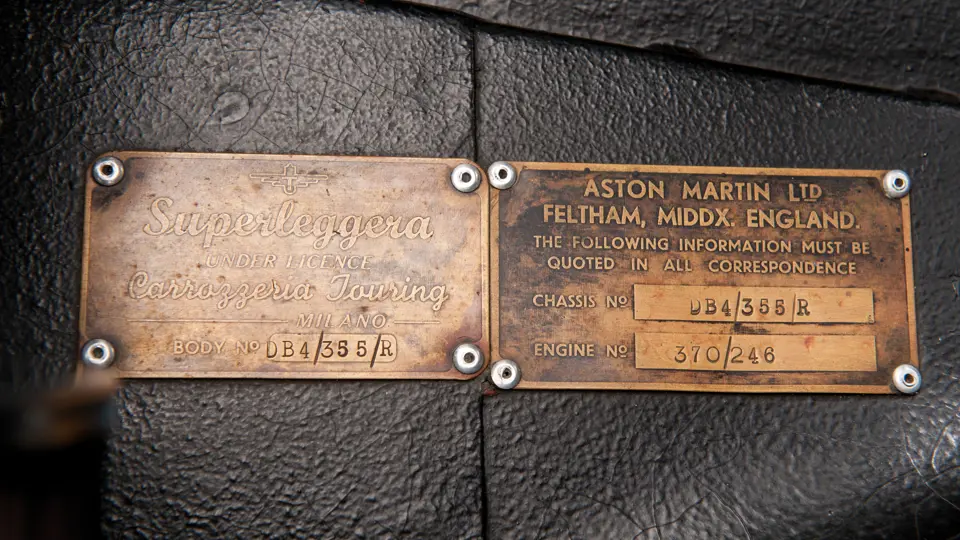 Superleggera
UNDER LICENCE
Carrozzeria Touring
MILANO
BODY Nº DB4/355/R
ASTON MARTIN LTD
FELTHAM, MIDDX. ENGLAND.
THE FOLLOWING INFORMATION MUST BE
QUOTED IN ALL CORRESPONDENCE
CHASSIS Nº DB4/355/R
ENGINE Nº 370/246